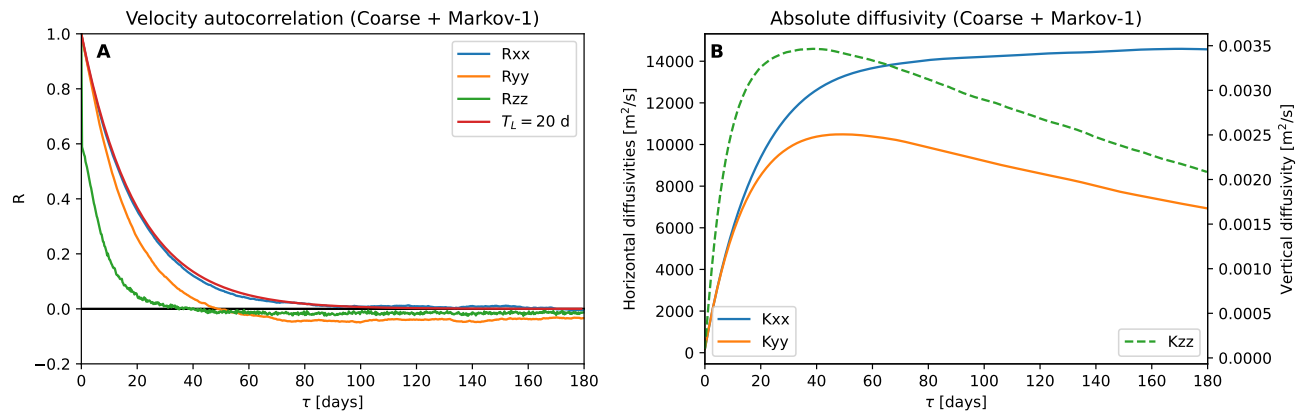 Velocity autocorrelation (Coarse + Markov-1)
A
Rxx
Ryy
Rzz
T_L = 20 d
1.0
0.8
0.6
0.4
0.2
0.0
−0.2
R
0 20 40 60 80 100 120 140 160 180
τ [days]
Absolute diffusivity (Coarse + Markov-1)
B
14000
12000
10000
8000
6000
4000
2000
0
Horizontal diffusivities [m²/s]
Kxx
Kyy
Kzz
0.0035
0.0030
0.0025
0.0020
0.0015
0.0010
0.0005
0.0000
Vertical diffusivity [m²/s]
0 20 40 60 80 100 120 140 160 180
τ [days]